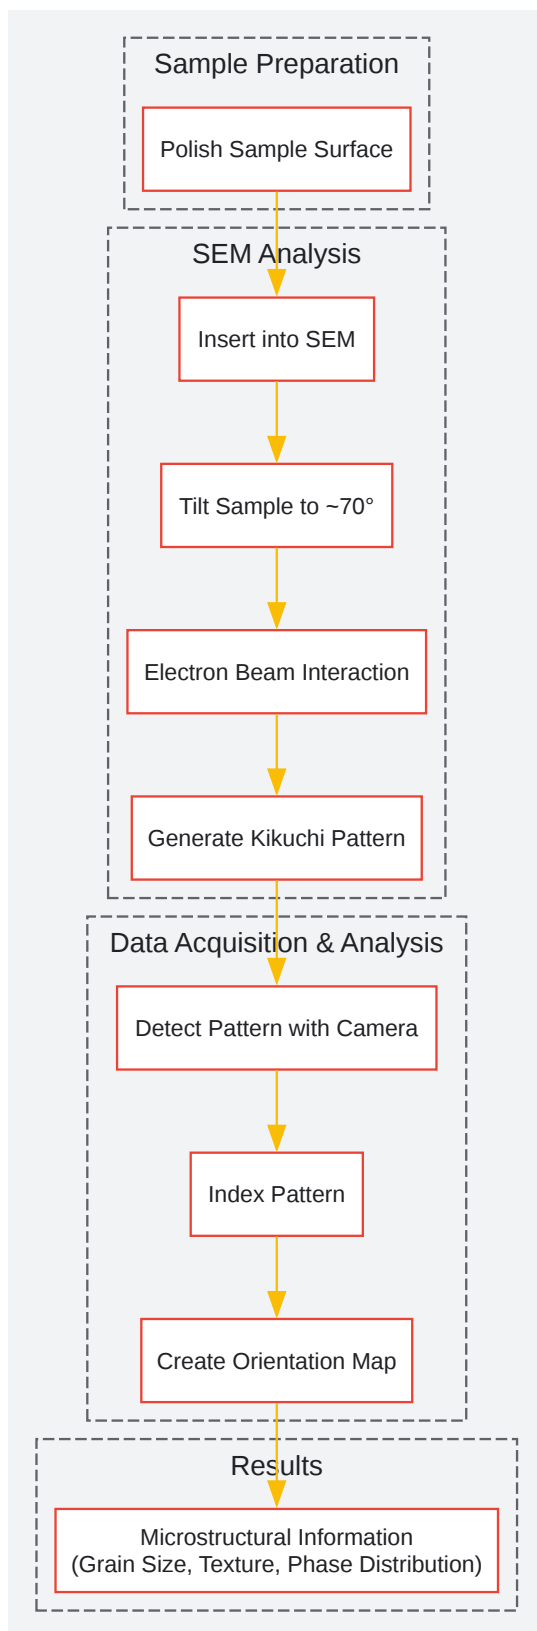 Sample Preparation
Polish Sample Surface
SEM Analysis
Insert into SEM
Tilt Sample to ~70°
Electron Beam Interaction
Generate Kikuchi Pattern
Data Acquisition & Analysis
Detect Pattern with Camera
Index Pattern
Create Orientation Map
Results
Microstructural Information
(Grain Size, Texture, Phase Distribution)